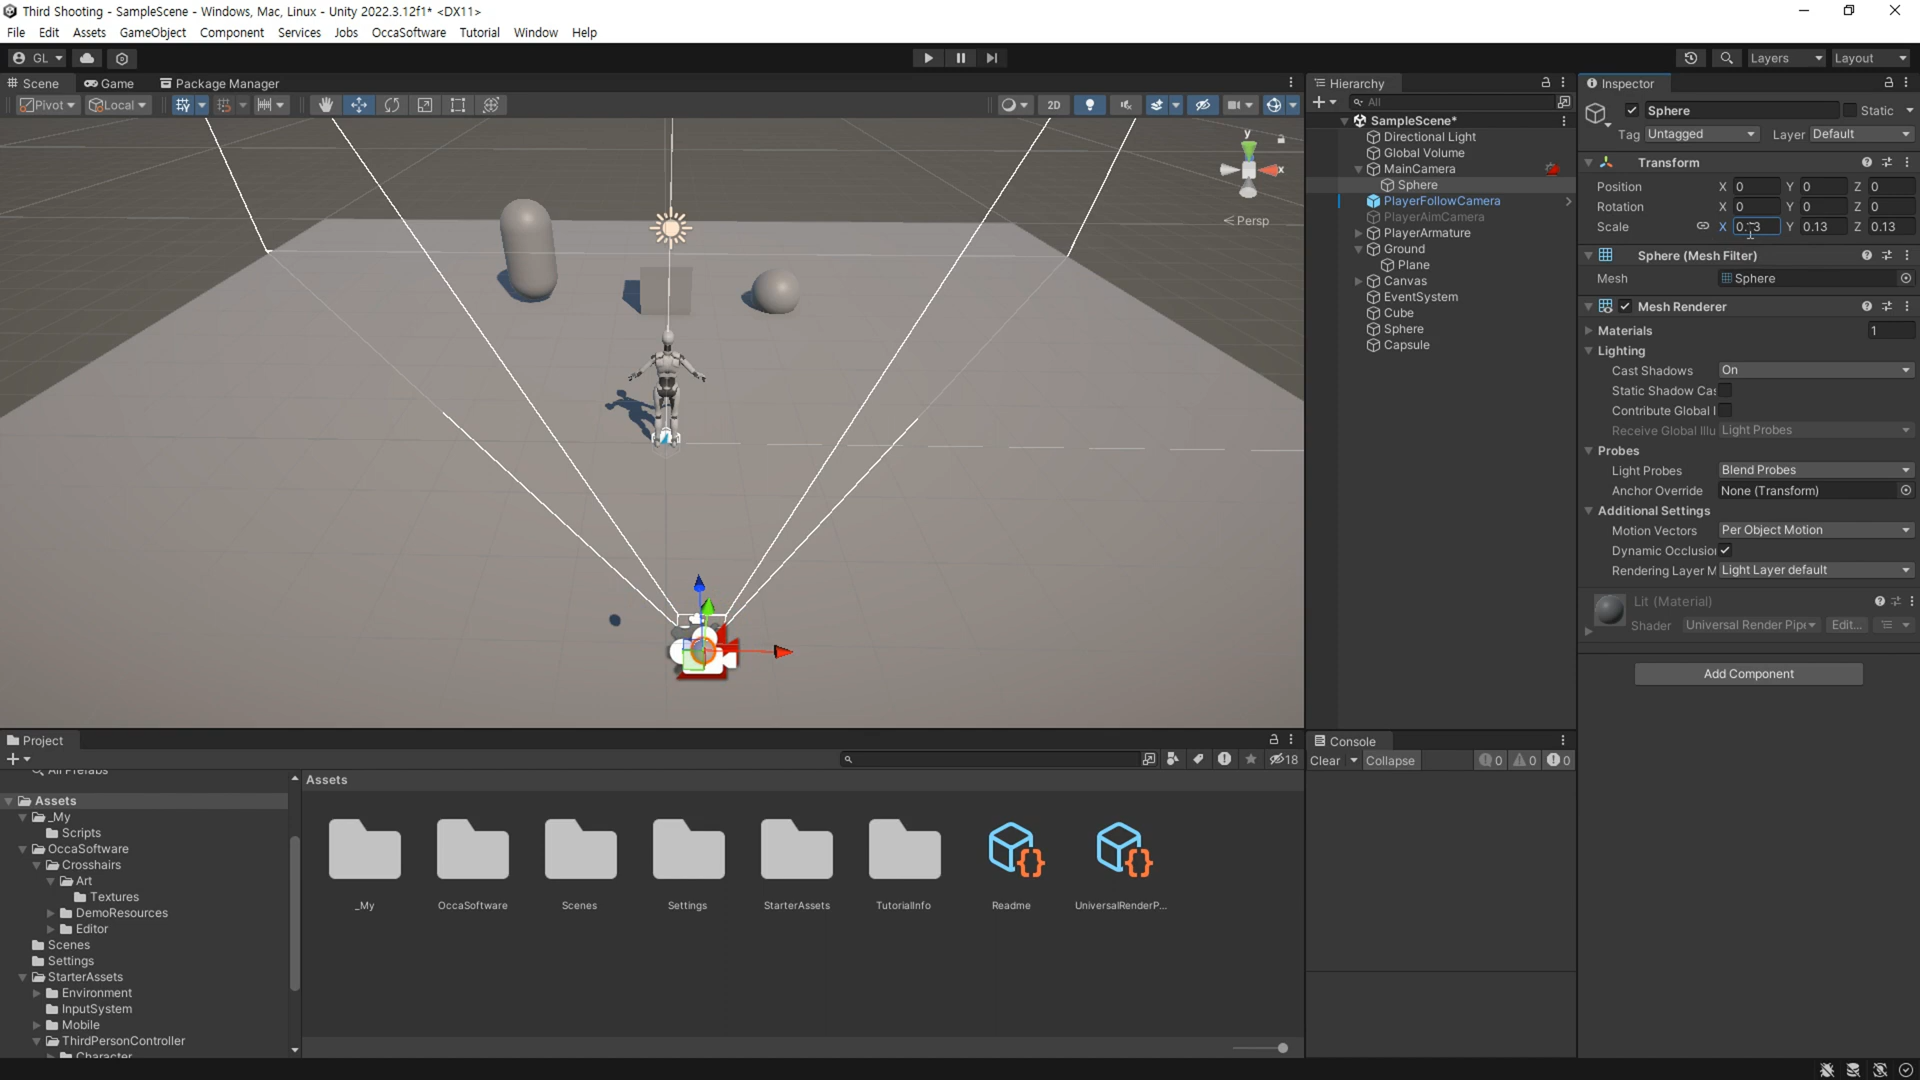 Third Shooting - SampleScene - Windows, Mac, Linux - Unity 2022.3.12f1* <DX11>
File Edit Assets GameObject Component Services Jobs OccaSoftware Tutorial Window Help
GL Layers Layout
Scene Game Package Manager
Pivot Local 2D
y
x
Persp
Hierarchy
All
SampleScene*
Directional Light
Global Volume
MainCamera
Sphere
PlayerFollowCamera
PlayerAimCamera
PlayerArmature
Ground
Plane
Canvas
EventSystem
Cube
Sphere
Capsule
Inspector
Sphere Static
Tag Untagged Layer Default
Transform
Position X 0 Y 0 Z 0
Rotation X 0 Y 0 Z 0
Scale X Y 0.13 Z 0.13
Sphere (Mesh Filter)
Mesh Sphere
Mesh Renderer
Materials 1
Lighting
Cast Shadows On
Static Shadow Cas
Contribute Global I
Receive Global Illu Light Probes
Probes
Light Probes Blend Probes
Anchor Override None (Transform)
Additional Settings
Motion Vectors Per Object Motion
Dynamic Occlusion
Rendering Layer M Light Layer default
Lit (Material)
Shader Universal Render Pipe Edit...
Add Component
Project
18
All Prefabs
Assets
_My
Scripts
OccaSoftware
Crosshairs
Art
Textures
DemoResources
Editor
Scenes
Settings
StarterAssets
Environment
InputSystem
Mobile
ThirdPersonController
Character
Assets
_My OccaSoftware Scenes Settings StarterAssets TutorialInfo Readme UniversalRenderP...
Console
Clear Collapse 0 0 0